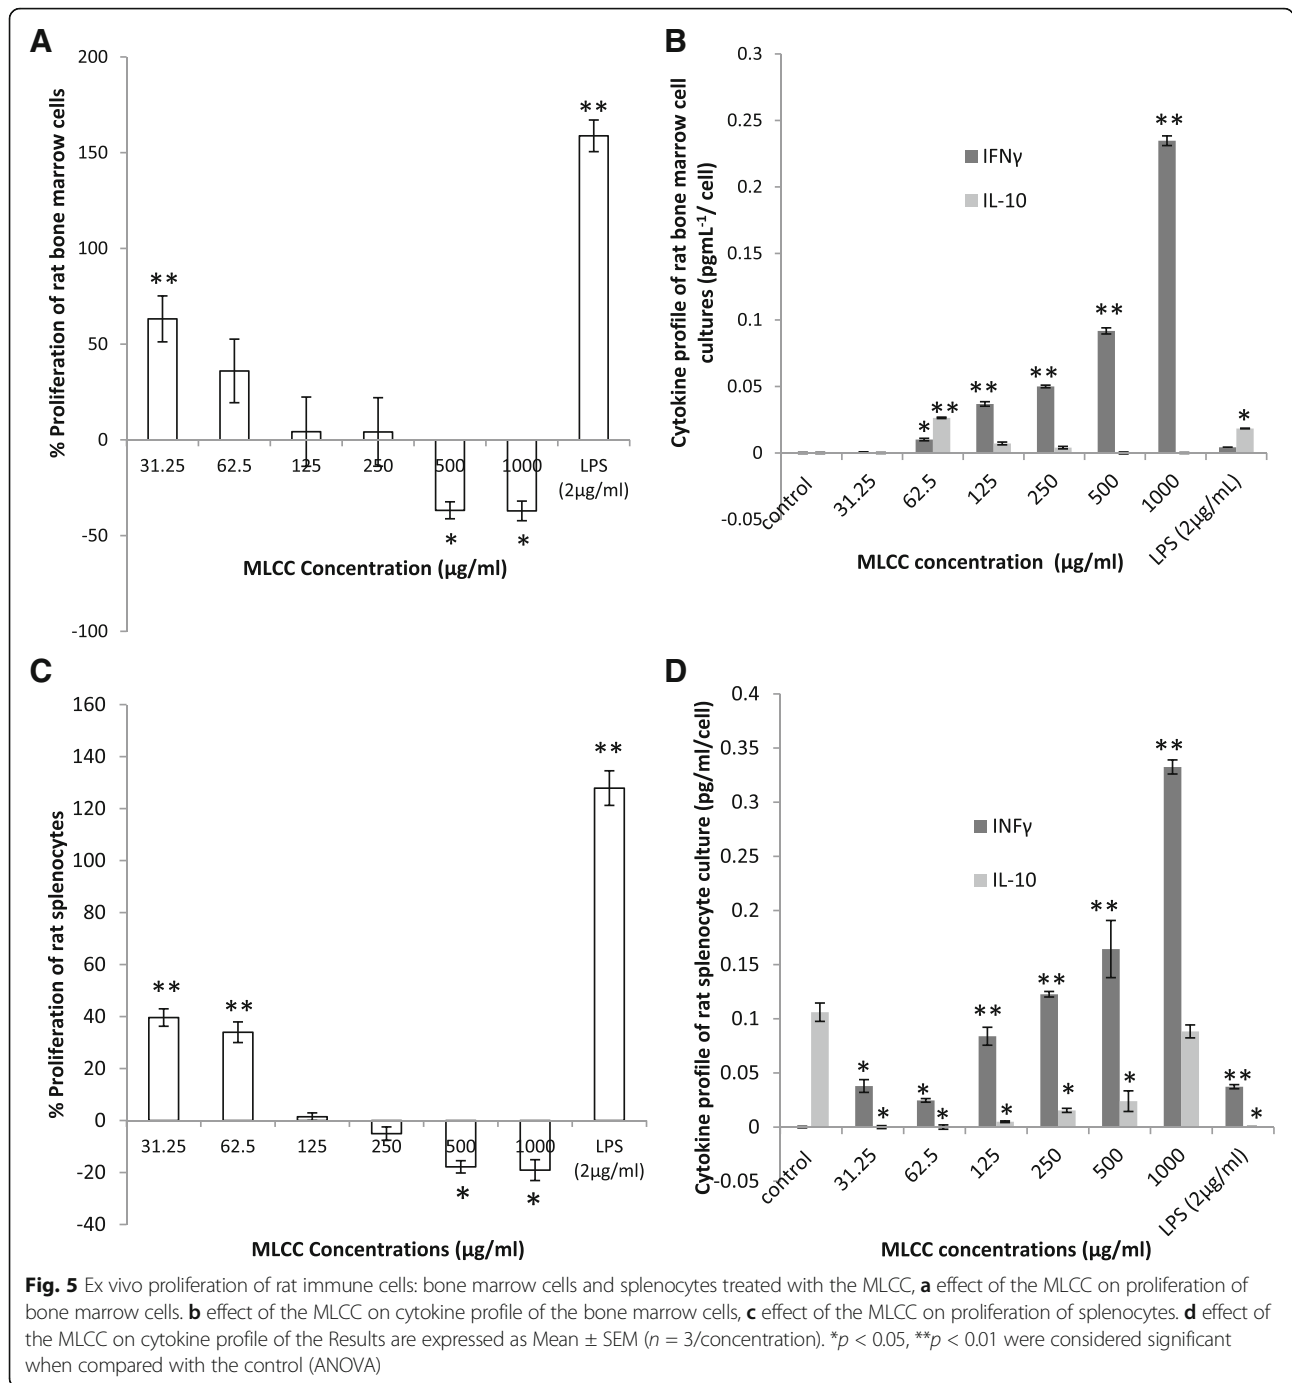 A
200
150
100
50
0
-50
-100
% Proliferation of rat bone marrow cells
**
*
*
**
31.25 62.5 125 250 500 1000 LPS
(2µg/ml)
MLCC Concentration (µg/ml)
B
0.3
0.25
0.2
0.15
0.1
0.05
0
-0.05
Cytokine profile of rat bone marrow cell
cultures (pgmL-1/ cell)
IFNγ
IL-10
*
**
**
**
**
**
*
control 31.25 62.5 125 250 500 1000 LPS (2µg/mL)
MLCC concentration (µg/ml)
C
160
140
120
100
80
60
40
20
0
-20
-40
% Proliferation of rat splenocytes
**
**
*
*
**
31.25 62.5 125 250 500 1000 LPS
(2µg/ml)
MLCC Concentrations (µg/ml)
D
0.4
0.35
0.3
0.25
0.2
0.15
0.1
0.05
0
-0.05
Cytokine profile of rat splenocyte culture (pg/ml/cell)
INFγ
IL-10
*
*
*
*
**
*
**
*
**
*
**
**
*
control 31.25 62.5 125 250 500 1000 LPS (2µg/ml)
MLCC concentrations (µg/ml)
Fig. 5 Ex vivo proliferation of rat immune cells: bone marrow cells and splenocytes treated with the MLCC, a effect of the MLCC on proliferation of
bone marrow cells. b effect of the MLCC on cytokine profile of the bone marrow cells, c effect of the MLCC on proliferation of splenocytes. d effect of
the MLCC on cytokine profile of the Results are expressed as Mean ± SEM (n = 3/concentration). *p < 0.05, **p < 0.01 were considered significant
when compared with the control (ANOVA)